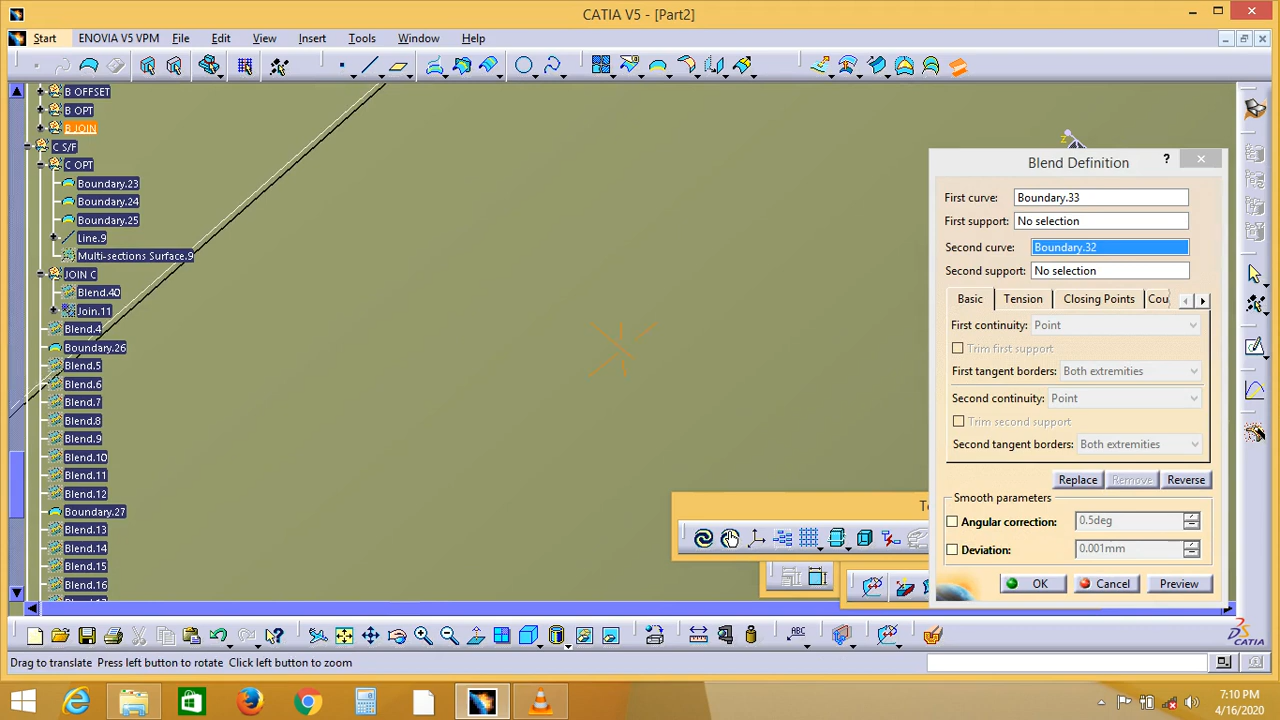 CATIA V5 - [Part2]
Start
ENOVIA V5 VPM
File
Edit
View
Insert
Tools
Window
Help
B OFFSET
B OPT
B JOIN
C S/F
C OPT
Boundary.23
Boundary.24
Boundary.25
Line.9
Multi-sections Surface.9
JOIN C
Blend.40
Join.11
Blend.4
Boundary.26
Blend.5
Blend.6
Blend.7
Blend.8
Blend.9
Blend.10
Blend.11
Blend.12
Boundary.27
Blend.13
Blend.14
Blend.15
Blend.16
z
Blend Definition
?
First curve: Boundary.33
First support: No selection
Second curve: Boundary.32
Second support: No selection
Basic
Tension
Closing Points
Cou
First continuity: Point
Trim first support
First tangent borders: Both extremities
Second continuity: Point
Trim second support
Second tangent borders: Both extremities
Replace
Remove
Reverse
Smooth parameters
Angular correction: 0.5deg
Deviation: 0.001mm
OK
Cancel
Preview
Drag to translate Press left button to rotate Click left button to zoom
7:10 PM
4/16/2020